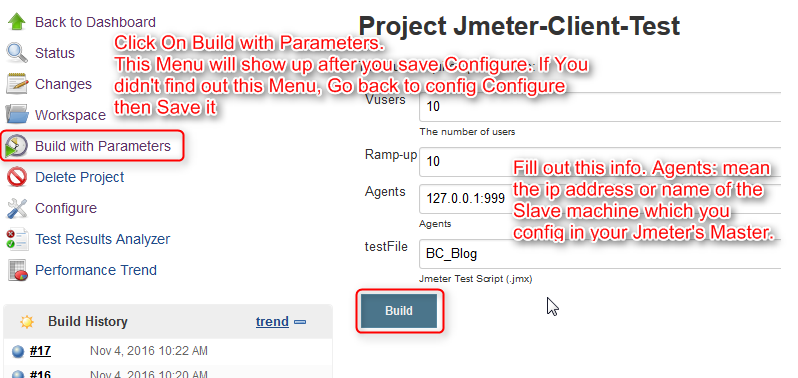 Back to Dashboard
Status
Changes
Workspace
Build with Parameters
Delete Project
Configure
Test Results Analyzer
Performance Trend
Build History
trend
#17 Nov 4, 2016 10:22 AM
#16 Nov 4, 2016 10:20 AM
Project Jmeter-Client-Test
Click On Build with Parameters.
This Menu will show up after you save Configure. If You
didn't find out this Menu, Go back to config Configure
then Save it
Vusers
10
The number of users
Ramp-up
10
Agents
127.0.0.1:999
Agents
testFile
BC_Blog
Jmeter Test Script (.jmx)
Build
Fill out this info. Agents: mean
the ip address or name of the
Slave machine which you
config in your Jmeter's Master.